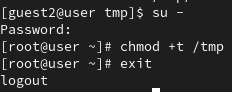 [guest2@user tmp]$ su -
Password:
[root@user ~]# chmod +t /tmp
[root@user ~]# exit
logout